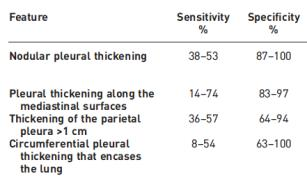 Feature Sensitivity Specificity
% %
Nodular pleural thickening 38–53 87–100
Pleural thickening along the 14–74 83–97
mediastinal surfaces
Thickening of the parietal 36–57 64–94
pleura >1 cm
Circumferential pleural 8–54 63–100
thickening that encases
the lung